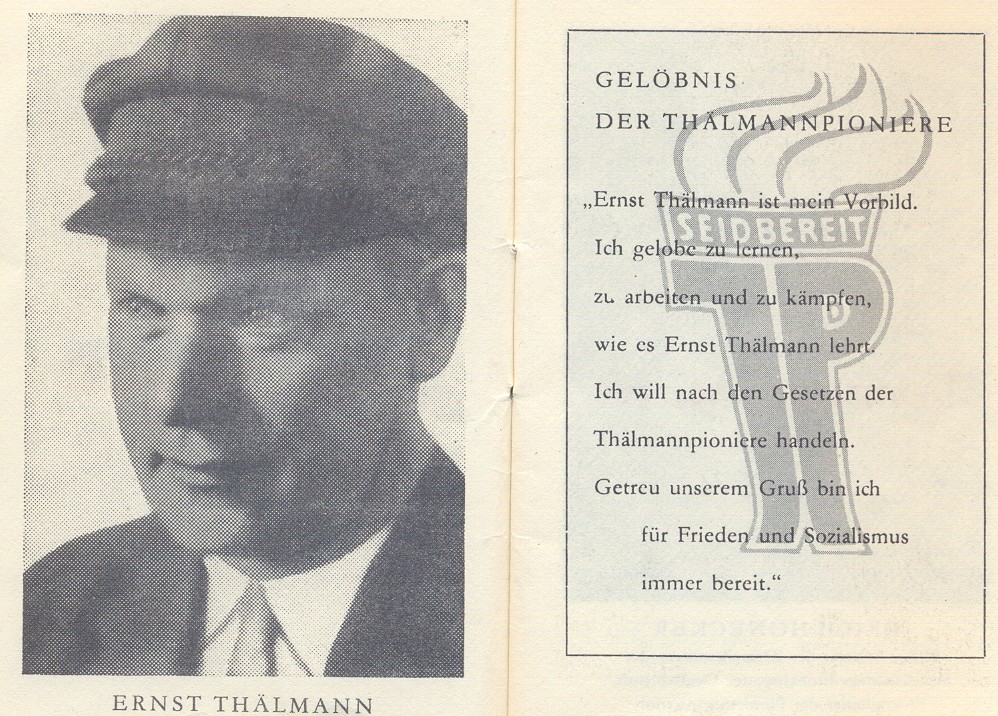 ERNST THÄLMANN
GELÖBNIS
DER THÄLMANNPIONIERE
„Ernst Thälmann ist mein Vorbild.
Ich gelobe zu lernen,
zu arbeiten und zu kämpfen,
wie es Ernst Thälmann lehrt.
Ich will nach den Gesetzen der
Thälmannpioniere handeln.
Getreu unserem Gruß bin ich
für Frieden und Sozialismus
immer bereit.“
SEID BEREIT
JP